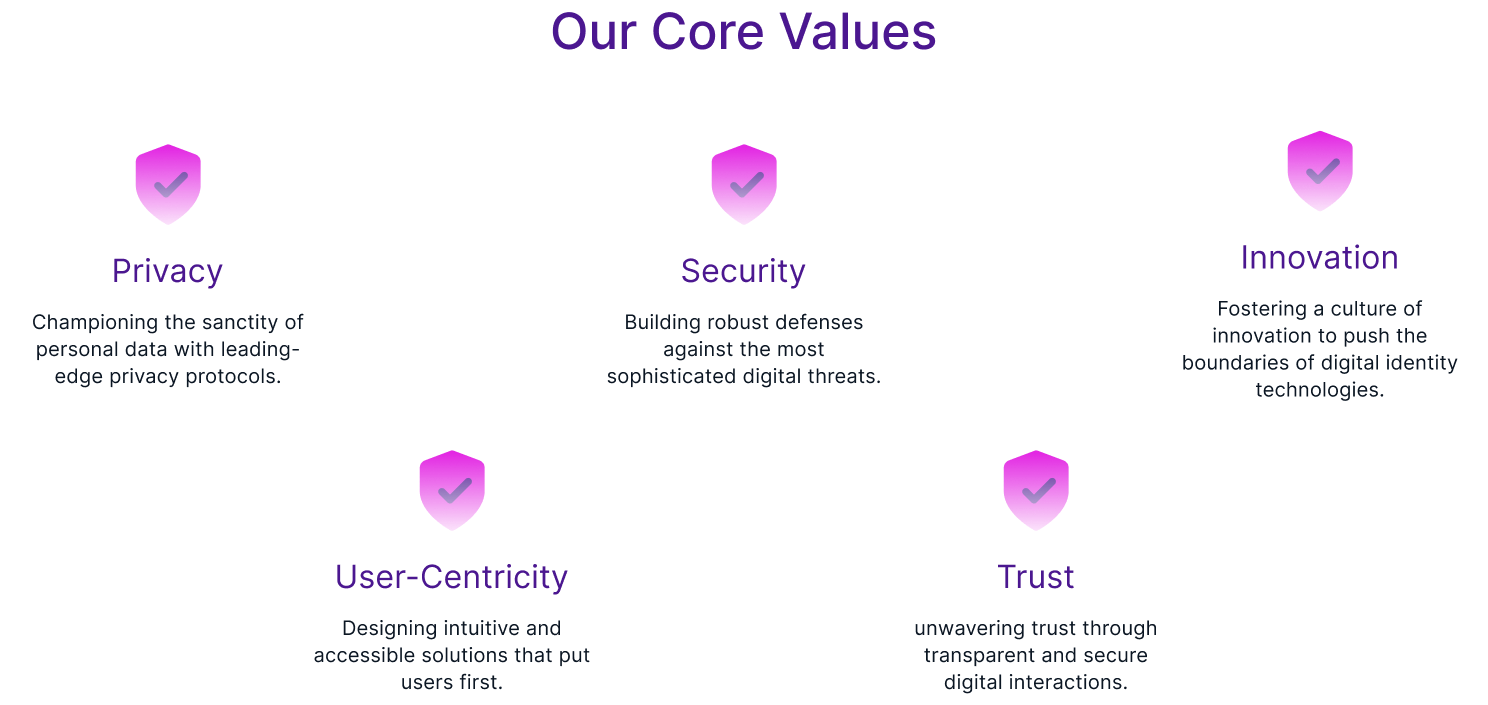 Our Core Values
Privacy
Championing the sanctity of
personal data with leading-
edge privacy protocols.
Security
Building robust defenses
against the most
sophisticated digital threats.
Innovation
Fostering a culture of
innovation to push the
boundaries of digital identity
technologies.
User-Centricity
Designing intuitive and
accessible solutions that put
users first.
Trust
unwavering trust through
transparent and secure
digital interactions.